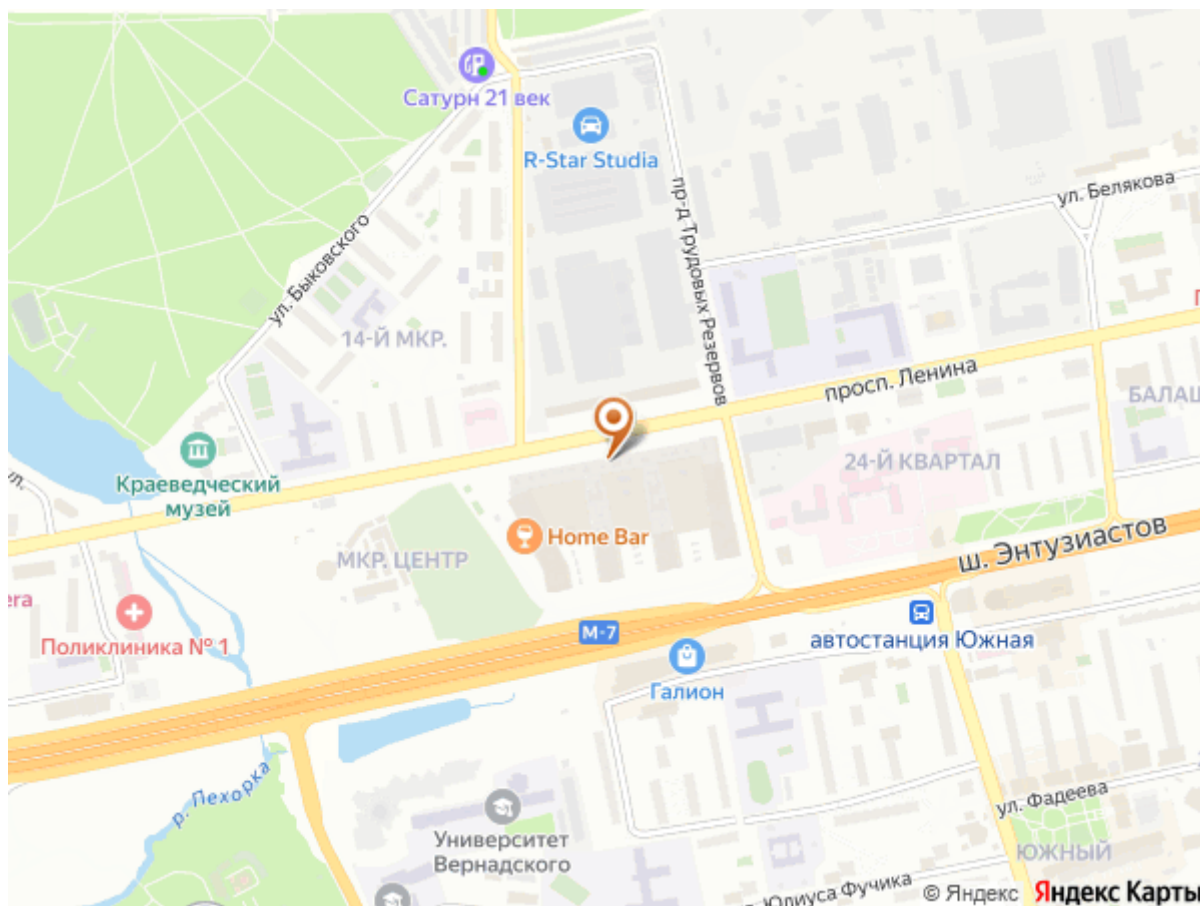 Сатурн 21 век
R-Star Studia
пр-д Трудовых Резервов
ул. Белякова
ул. Быковского
14-Й МКР.
просп. Ленина
БАЛАШ
24-Й КВАРТАЛ
Краеведческий
музей
ул.
Home Bar
МКР. ЦЕНТР
ш. Энтузиастов
Поликлиника № 1
М-7
автостанция Южная
Галион
р. Пехорка
Университет
Вернадского
ул. Фадеева
ЮЖНЫЙ
Юлиуса Фучика
© Яндекс Яндекс Карты